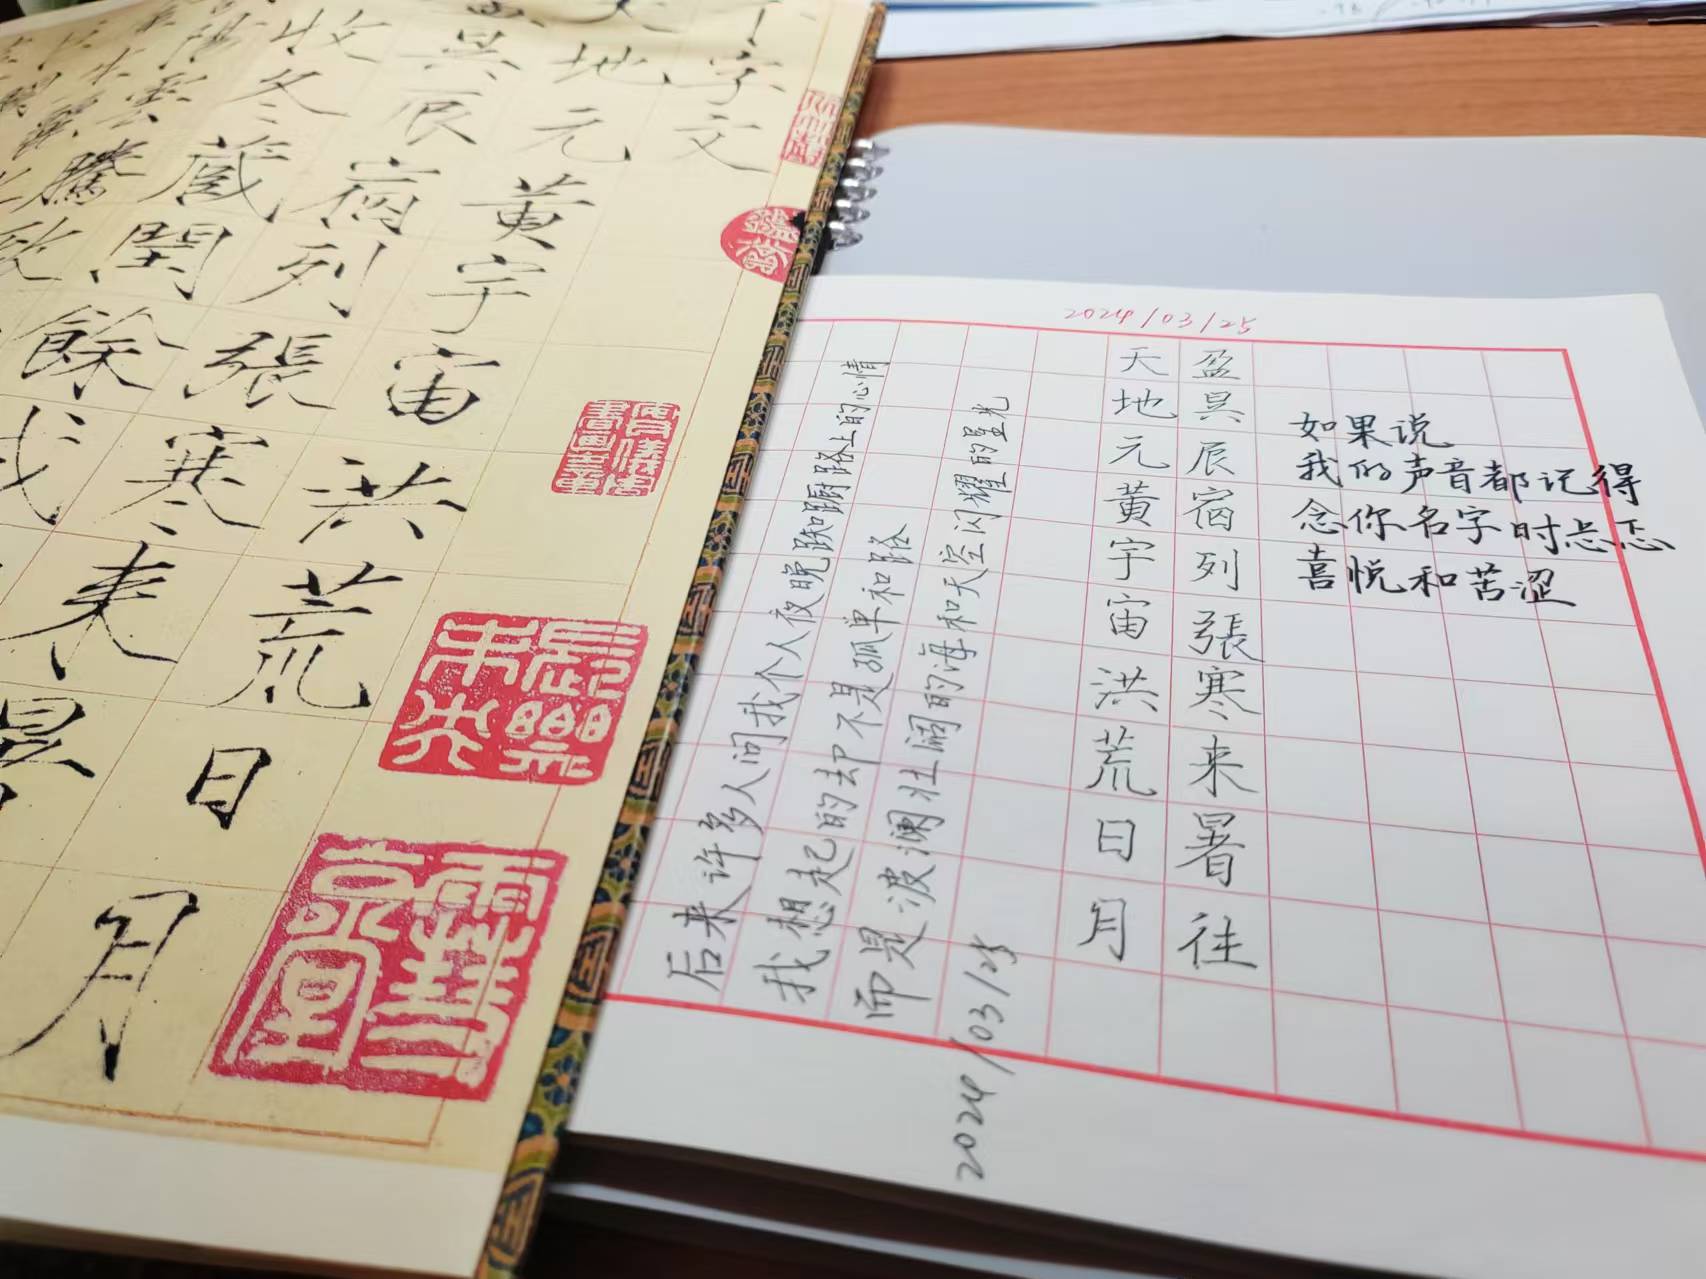 千字文
天地元黄宇宙洪荒日月
昃辰宿列張寒来暑
收冬藏閏餘成
陽雲騰致
2024/03/25
盈昃辰宿列張寒来暑往
天地元黄宇宙洪荒日月
如果说
我的声音都记得
念你名字时忐忑
喜悦和苦涩
后来许多人问我个人夜晚踟蹰路上的心情
我想起的却不是孤单和路
而是波澜壮阔的海和天空闪耀的星光
2024/03/25